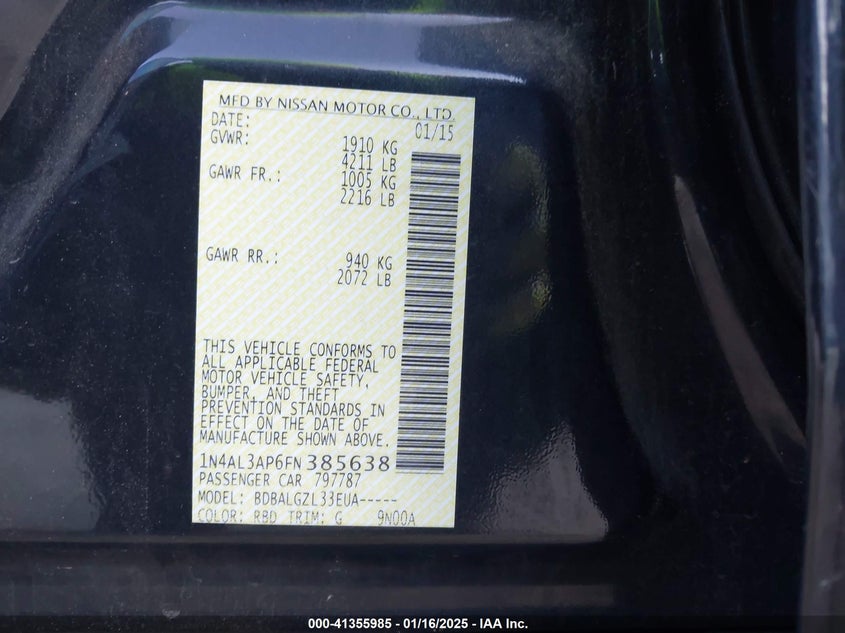 MFD BY NISSAN MOTOR CO., LTD.
DATE: 01/15
GVWR: 1910 KG
4211 LB
GAWR FR.: 1005 KG
2216 LB
GAWR RR.: 940 KG
2072 LB
THIS VEHICLE CONFORMS TO
ALL APPLICABLE FEDERAL
MOTOR VEHICLE SAFETY,
BUMPER, AND THEFT
PREVENTION STANDARDS IN
EFFECT ON THE DATE OF
MANUFACTURE SHOWN ABOVE.
1N4AL3AP6FN385638
PASSENGER CAR 797787
MODEL: BDBALGZL33EUA-----
COLOR: RBD TRIM: G 9N00A
000-41355985 - 01/16/2025 - IAA Inc.